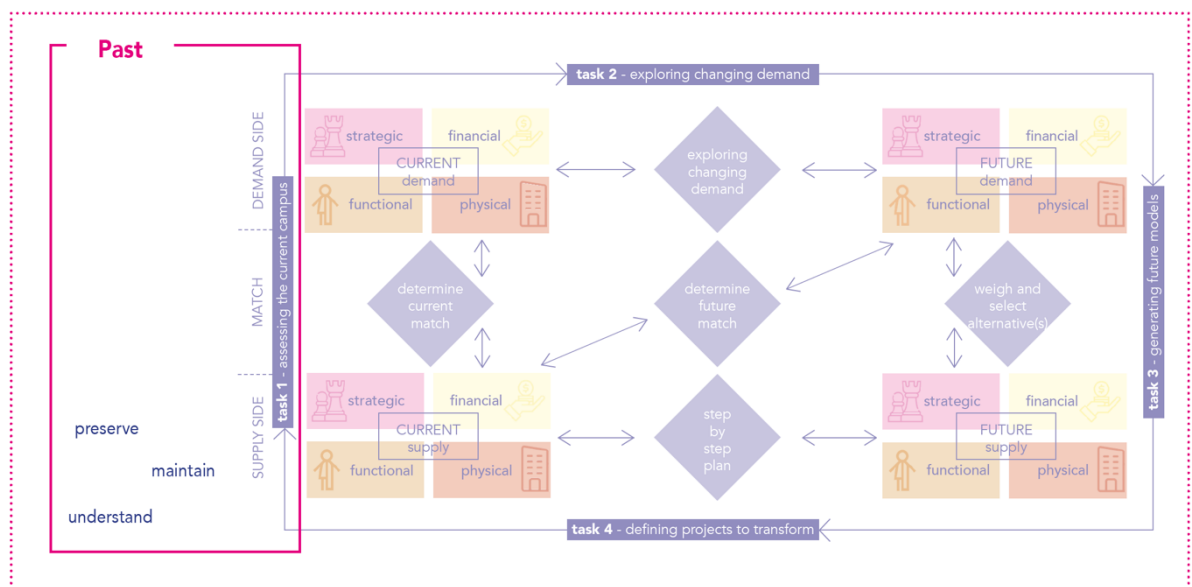 Past
task 2 - exploring changing demand
DEMAND SIDE
MATCH
SUPPLY SIDE
task 1 - assessing the current campus
strategic
financial
CURRENT
demand
functional
physical
exploring
changing
demand
strategic
financial
FUTURE
demand
functional
physical
determine
current
match
determine
future
match
weigh and
select
alternative(s)
task 3 - generating future models
strategic
financial
CURRENT
supply
functional
physical
step
by
step
plan
strategic
financial
FUTURE
supply
functional
physical
preserve
maintain
understand
task 4 - defining projects to transform